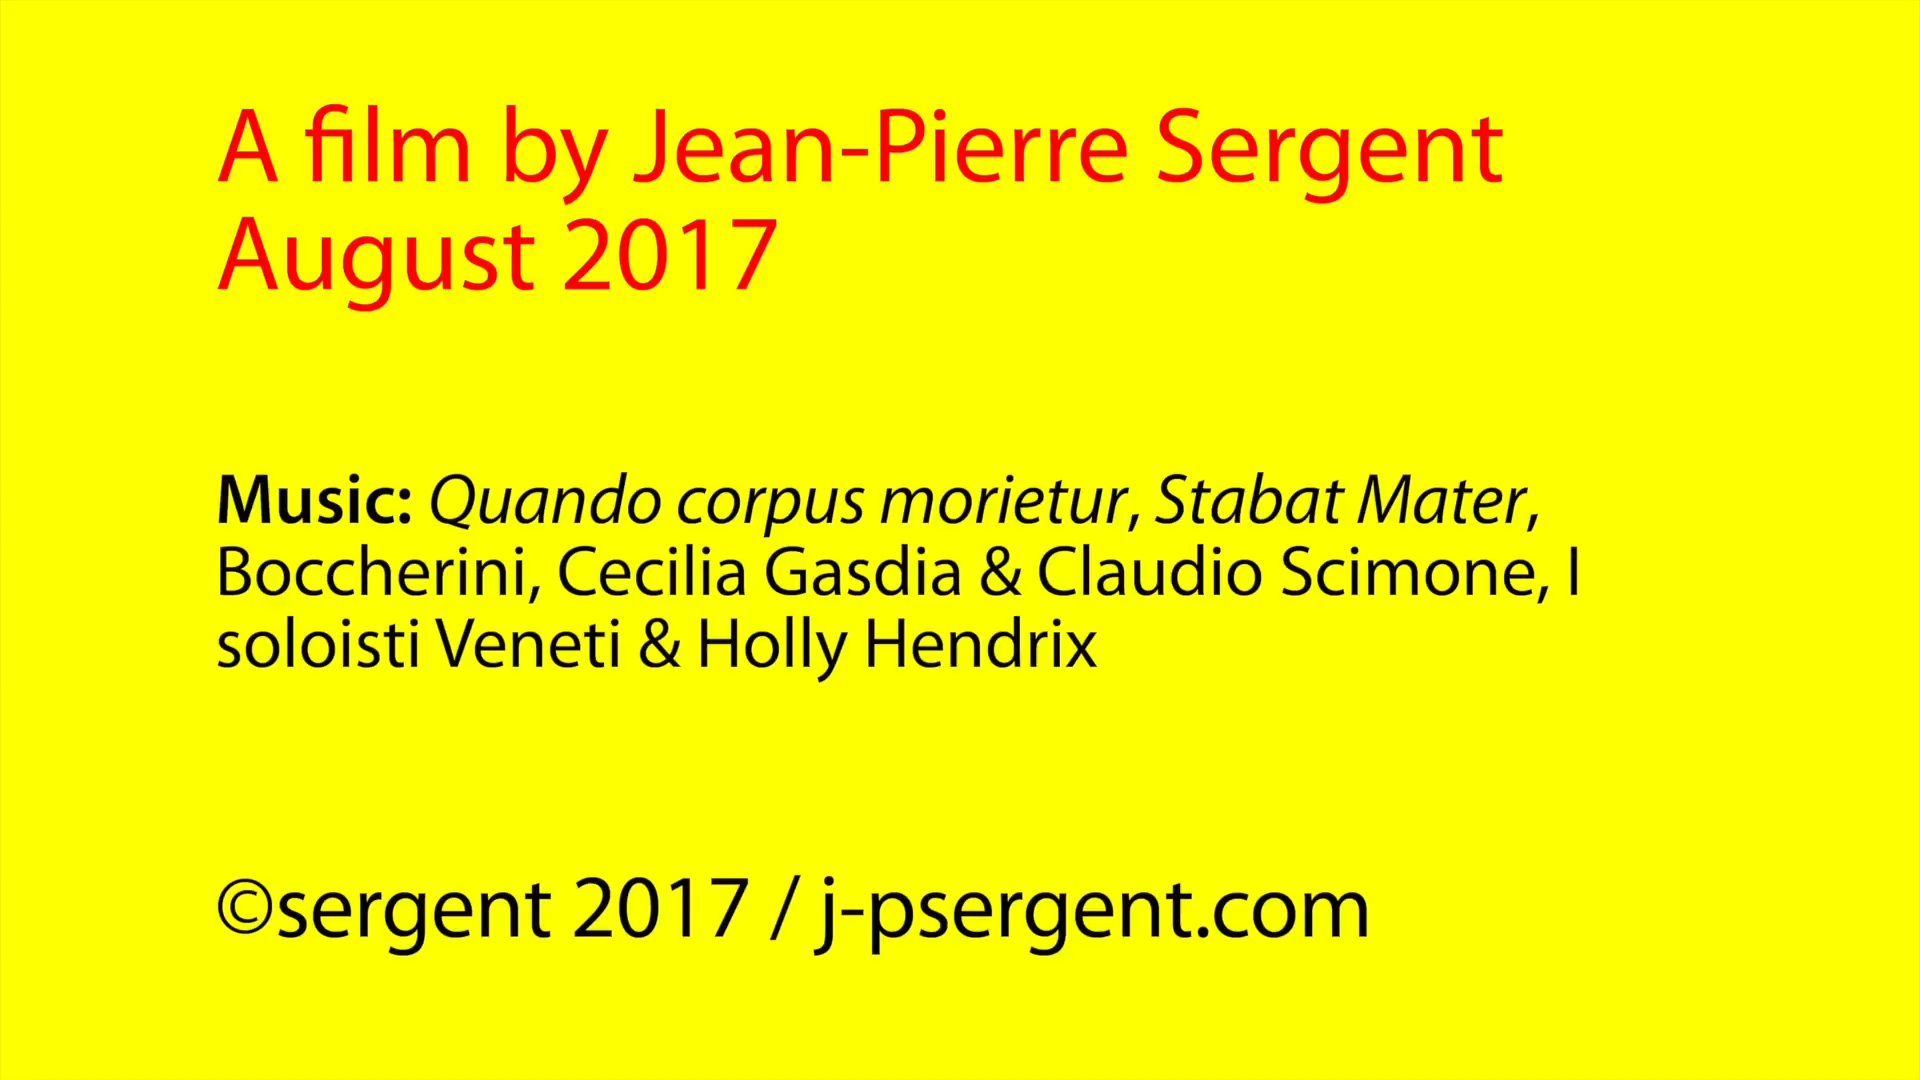 A film by Jean-Pierre Sergent
August 2017
Music: Quando corpus morietur, Stabat Mater,
Boccherini, Cecilia Gasdia & Claudio Scimone, I
soloisti Veneti & Holly Hendrix
©sergent 2017 / j-psergent.com